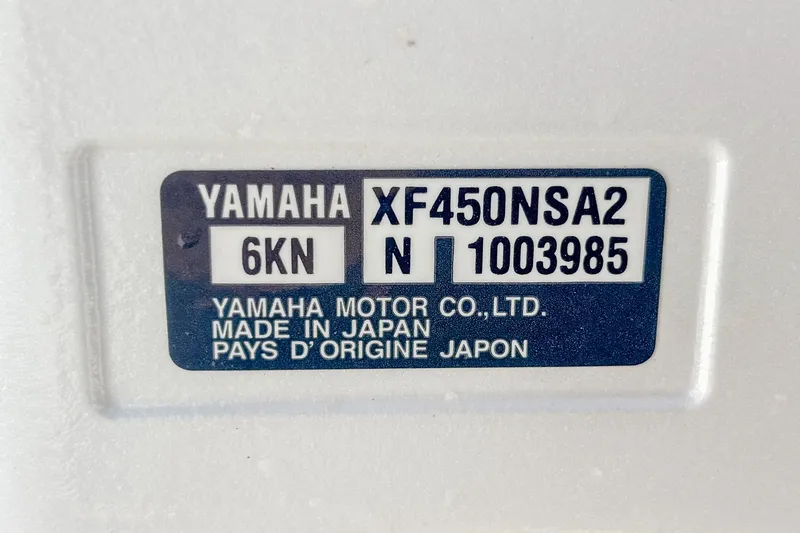 YAMAHA XF450NSA2
6KN N 1003985
YAMAHA MOTOR CO.,LTD.
MADE IN JAPAN
PAYS D'ORIGINE JAPON